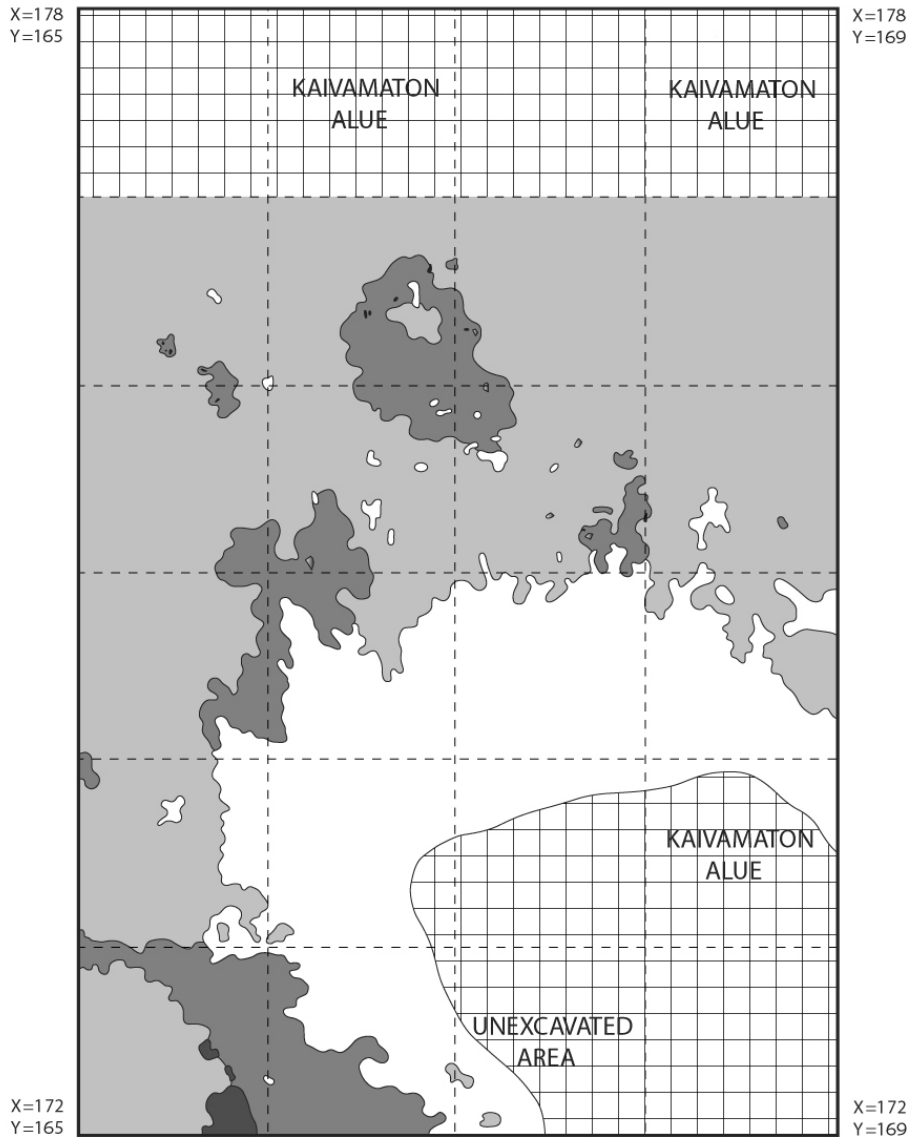 X=178
Y=165
X=178
Y=169
KAIVAMATON
ALUE
KAIVAMATON
ALUE
KAIVAMATON
ALUE
UNEXCAVATED
AREA
X=172
Y=165
X=172
Y=169